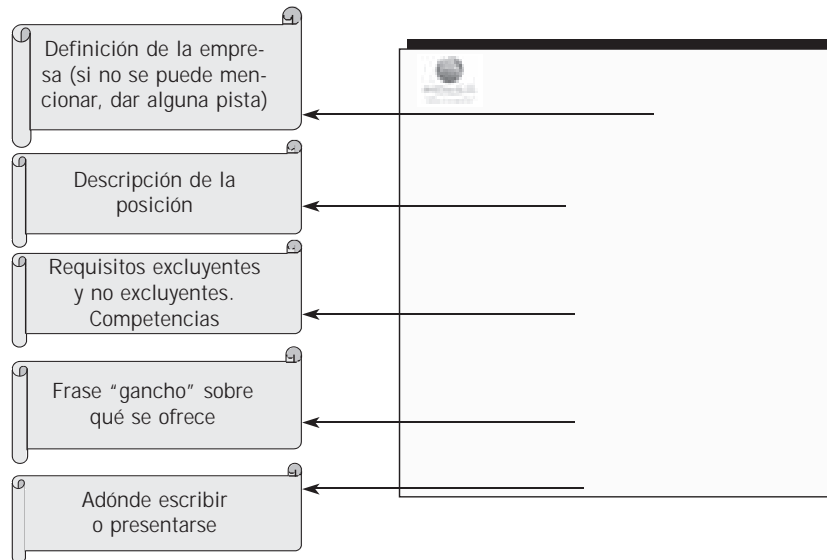 Definición de la empre-
sa (si no se puede men-
cionar, dar alguna pista)
Descripción de la
posición
Requisitos excluyentes
y no excluyentes.
Competencias
Frase “gancho” sobre
qué se ofrece
Adónde escribir
o presentarse